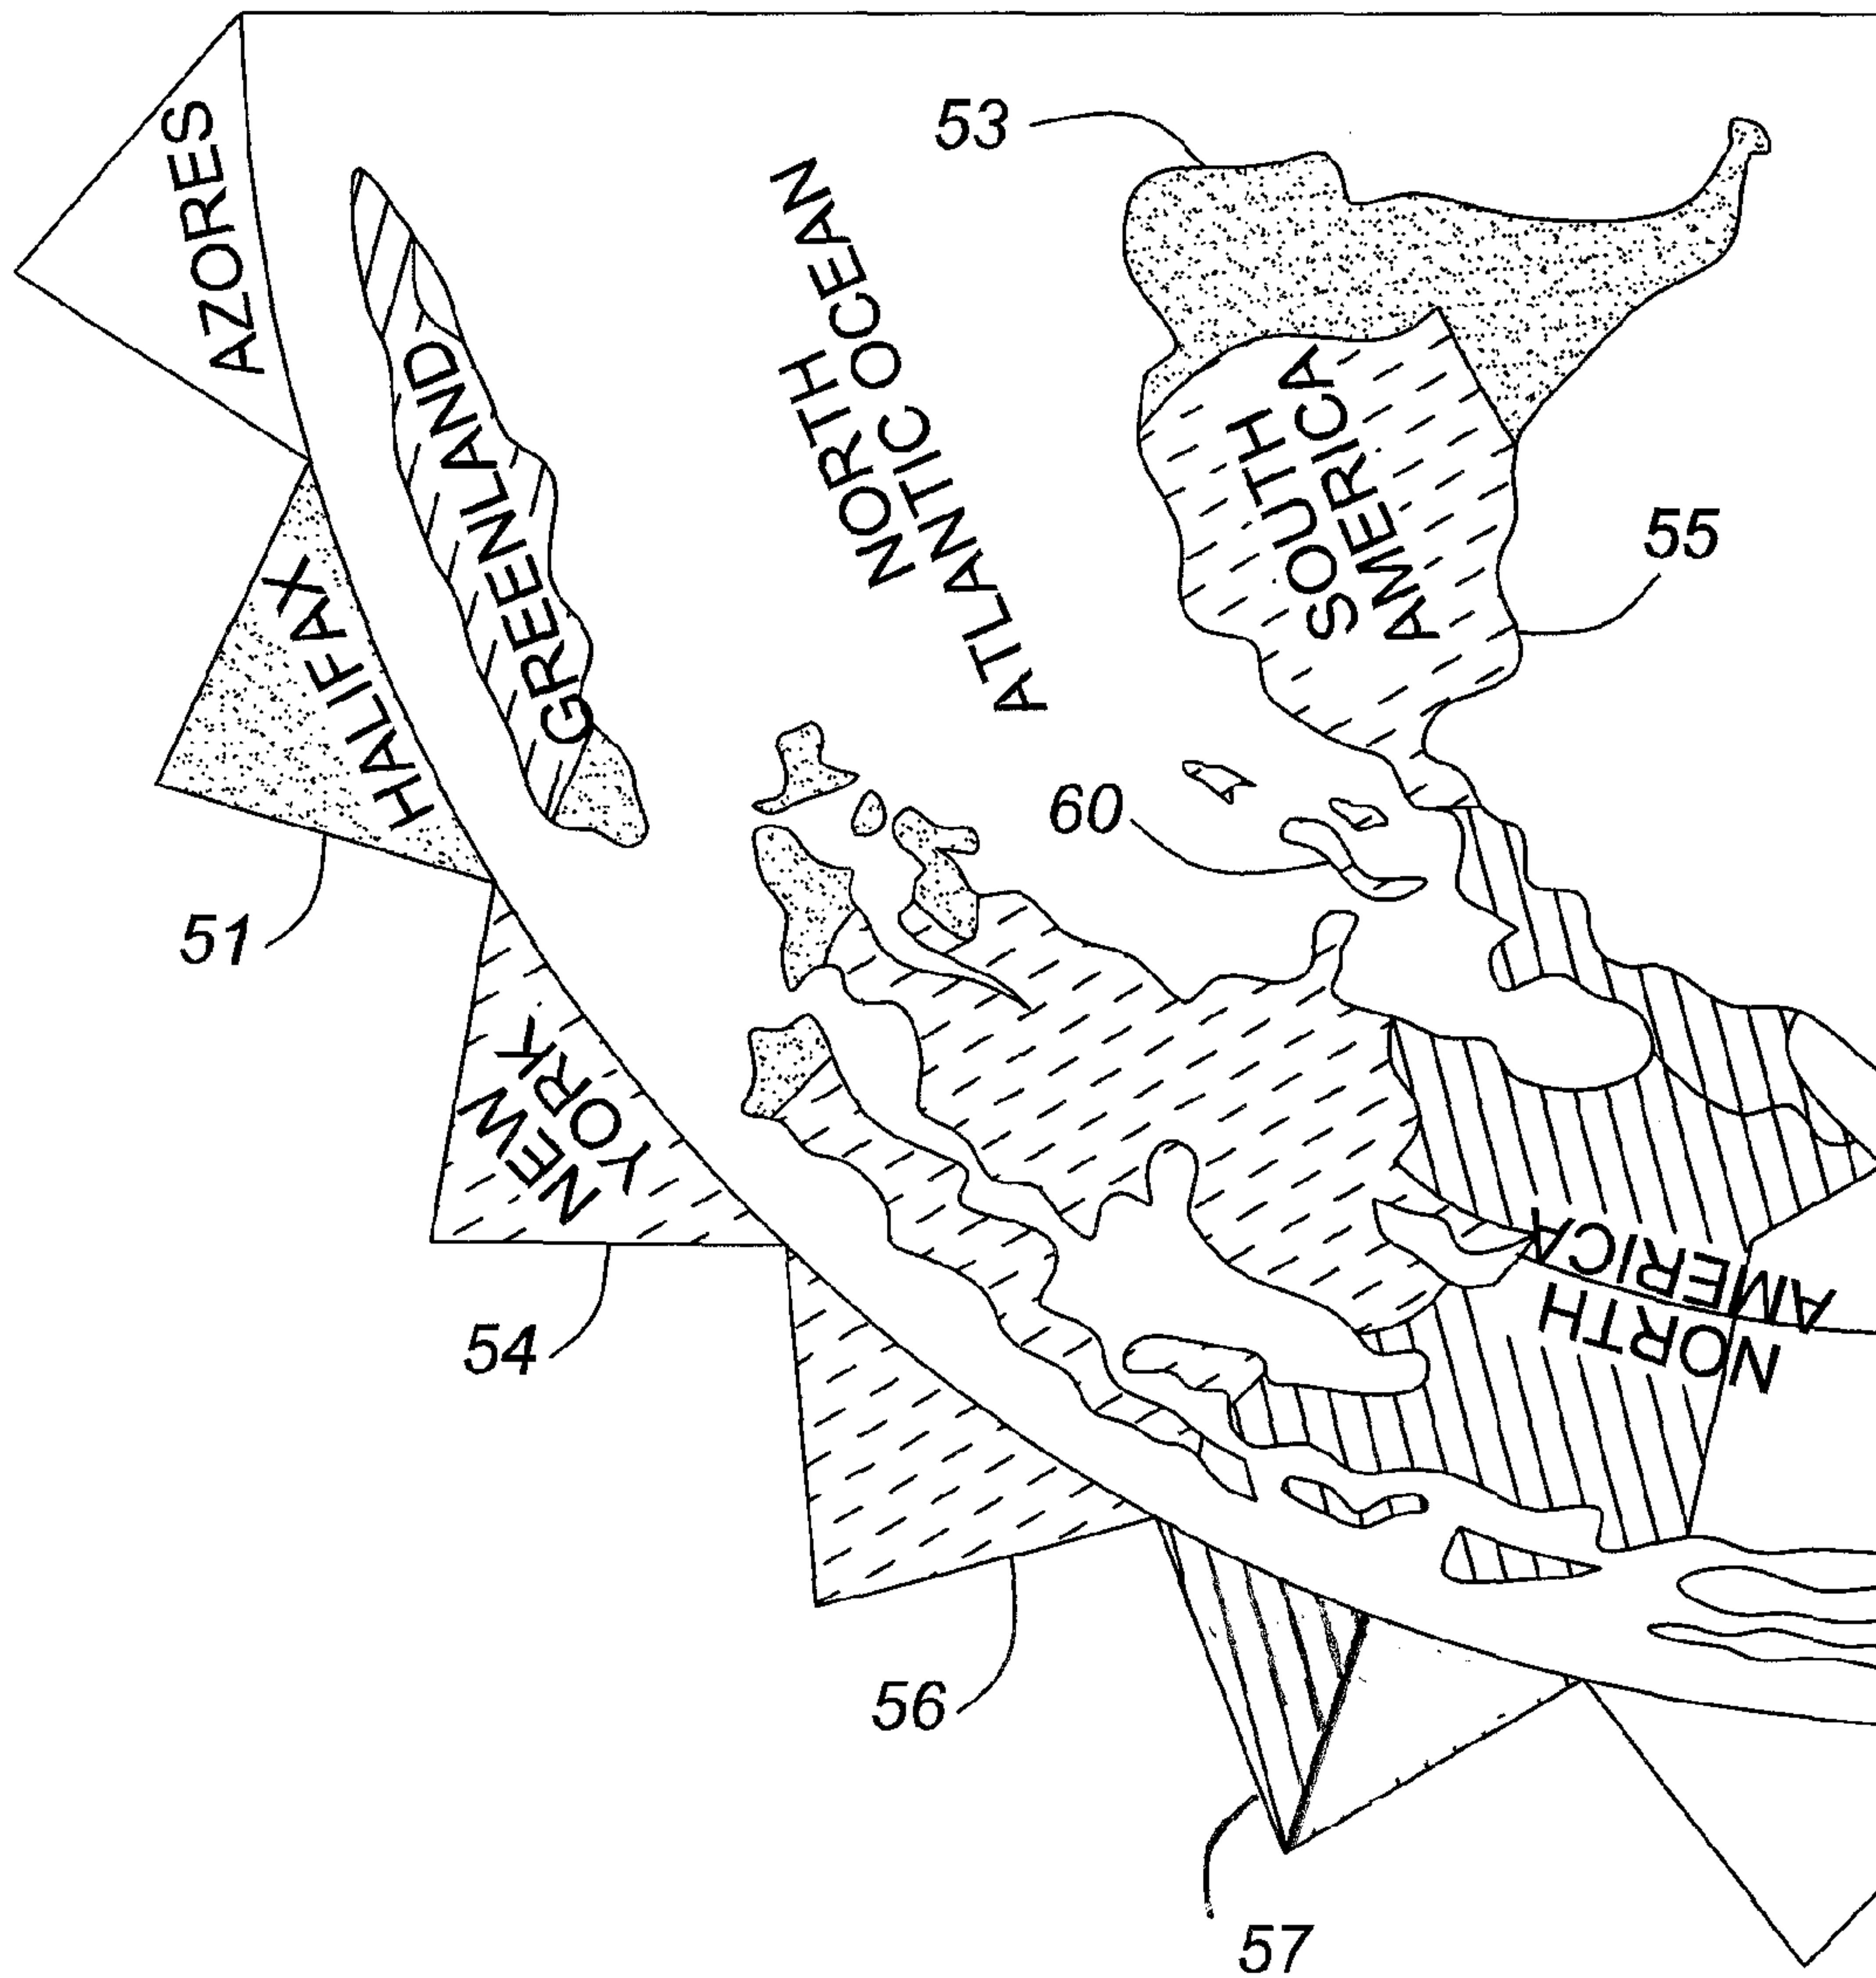 AZORES
53
NORTH
ATLANTIC OCEAN
GREENLAND
SOUTH
AMERICA
55
HALIFAX
60
51
NEW
YORK
54
NORTH
AMERICA
56
57